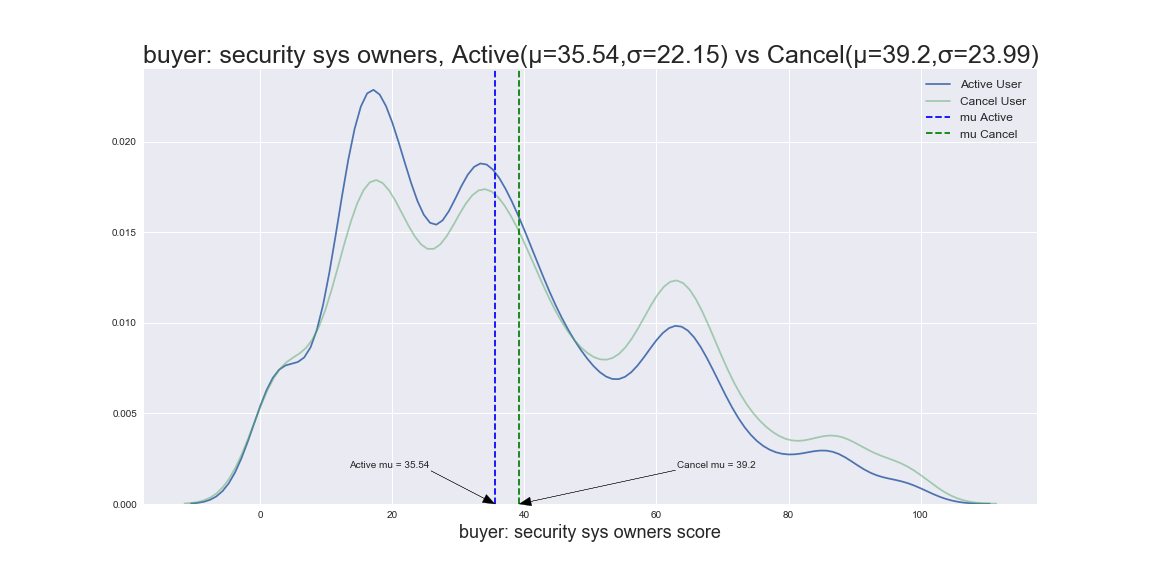 buyer: security sys owners, Active(μ=35.54,σ=22.15) vs Cancel(μ=39.2,σ=23.99)
Active User
Cancel User
mu Active
mu Cancel
0.020
0.015
0.010
0.005
0.000
Active mu = 35.54
Cancel mu = 39.2
0 20 40 60 80 100
buyer: security sys owners score